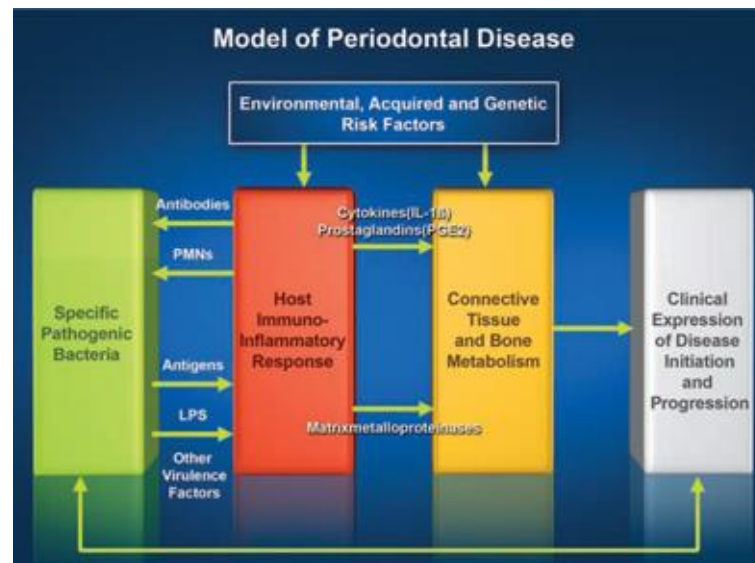 Model of Periodontal Disease
Environmental, Acquired and Genetic
Risk Factors
Antibodies
PMNs
Specific
Pathogenic
Bacteria
Antigens
LPS
Other
Virulence
Factors
Host
Immuno-
Inflammatory
Response
Cytokines(IL-1ß)
Prostaglandins(PGE2)
Matrixmetalloproteinases
Connective
Tissue
and Bone
Metabolism
Clinical
Expression
of Disease
Initiation
and
Progression